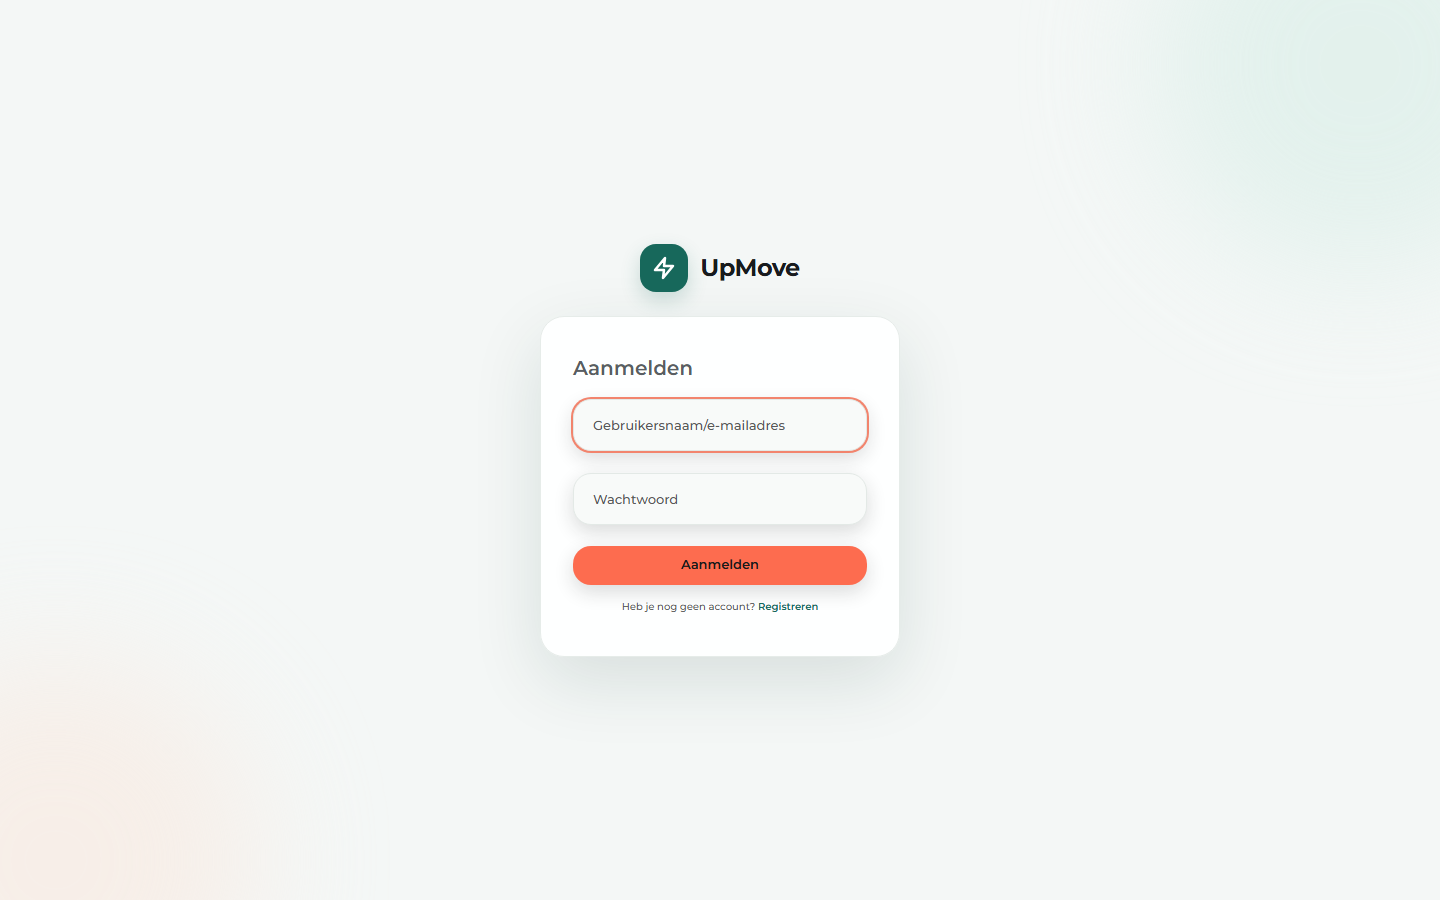 UpMove
Aanmelden
Gebruikersnaam/e-mailadres
Wachtwoord
Aanmelden
Heb je nog geen account? Registreren